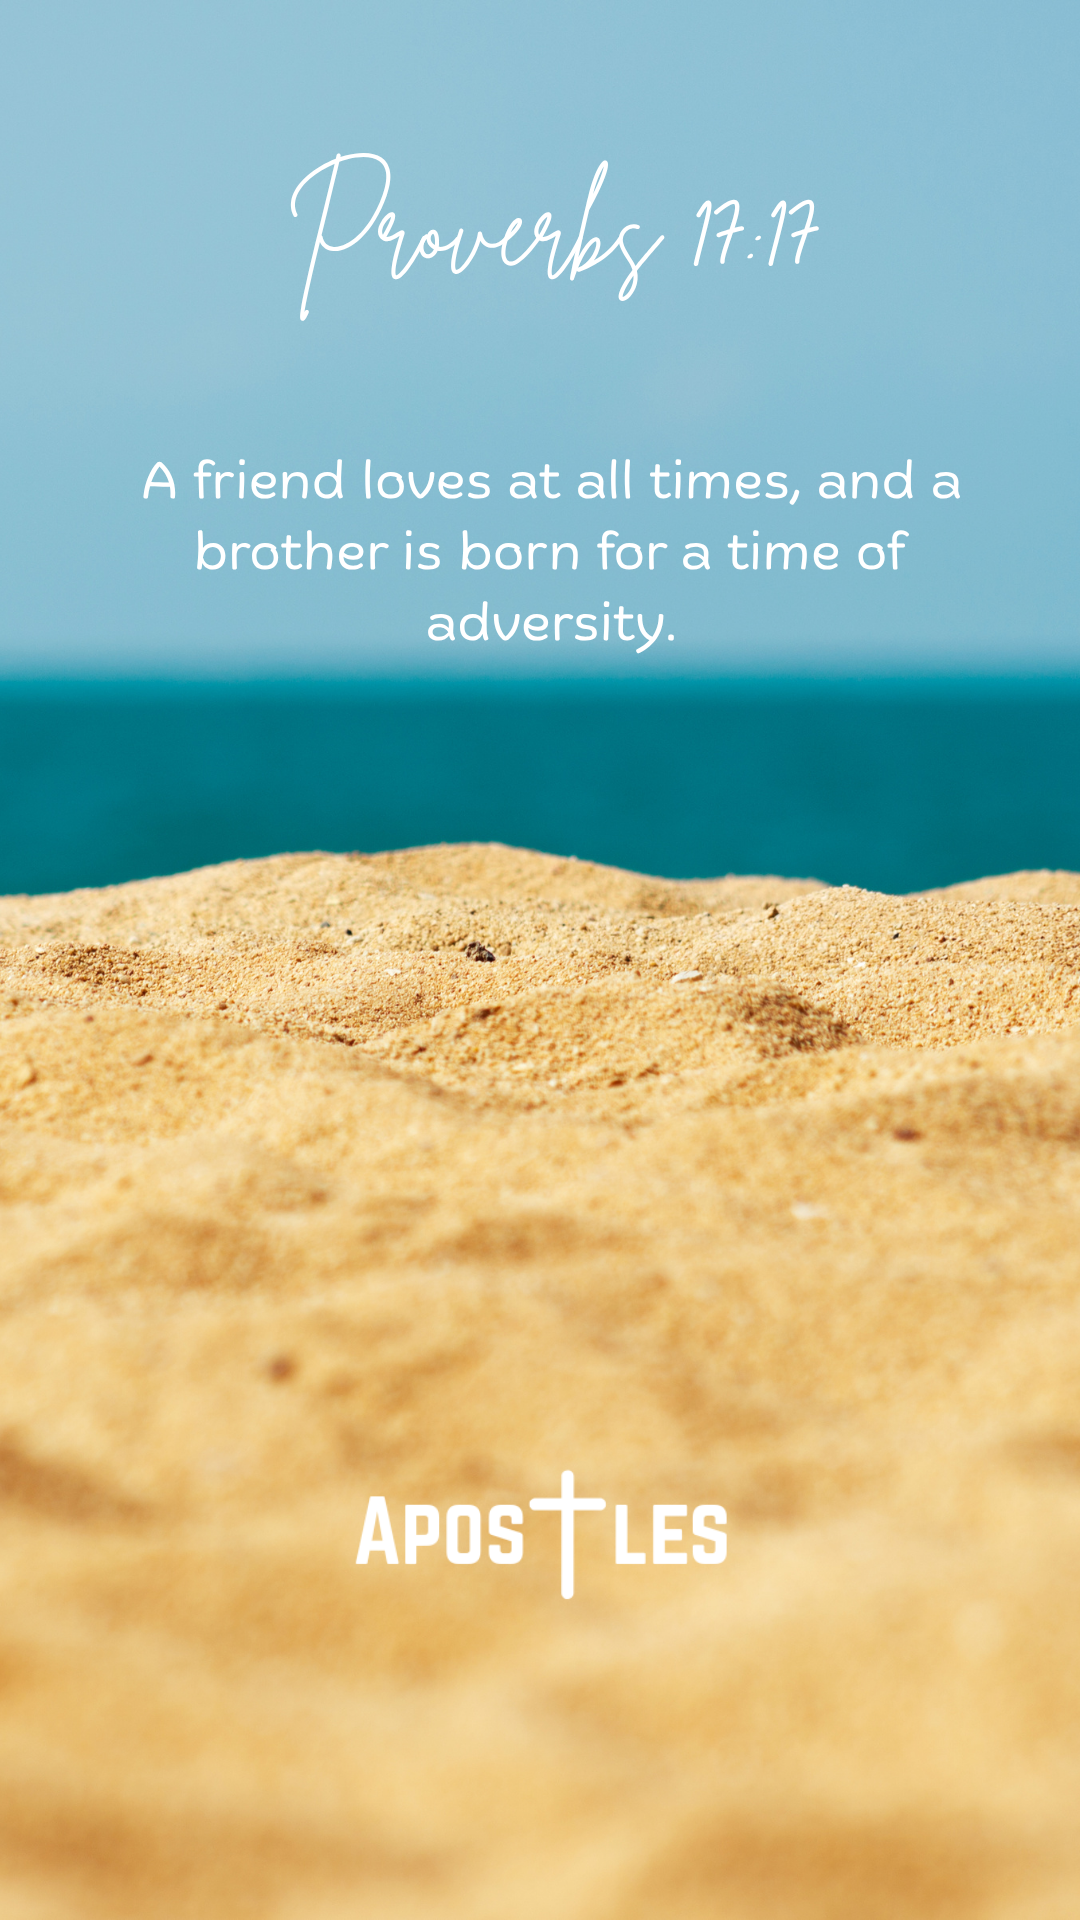 Proverbs 17:17
A friend loves at all times, and a
brother is born for a time of
adversity.
APOSTLES